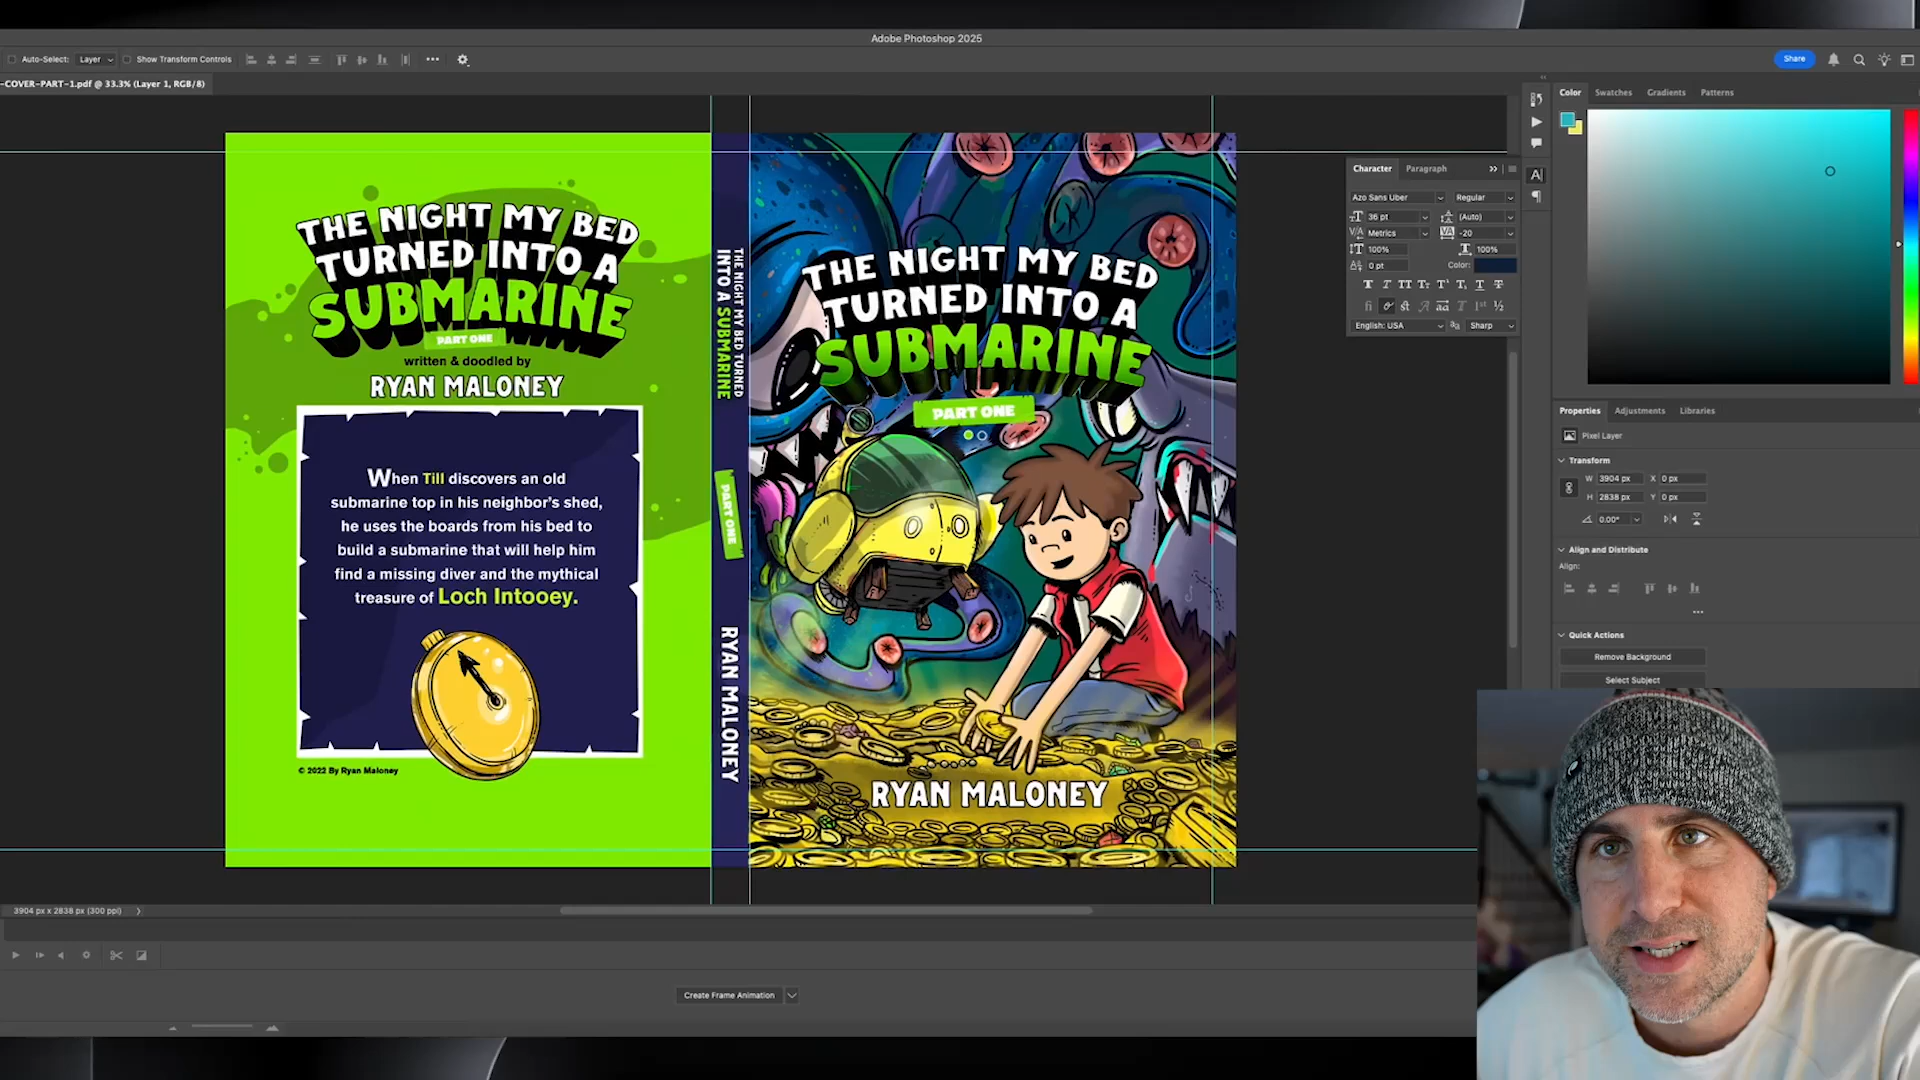 Adobe Photoshop 2025
Auto-Select: Layer Show Transform Controls
Share
-COVER-PART-1.pdf @ 33.3% (Layer 1, RGB/8)
THE NIGHT MY BED
TURNED INTO A
SUBMARINE
PART ONE
written & doodled by
RYAN MALONEY
When Till discovers an old
submarine top in his neighbor's shed,
he uses the boards from his bed to
build a submarine that will help him
find a missing diver and the mythical
treasure of Loch Intooey.
© 2022 By Ryan Maloney
THE NIGHT MY BED TURNED
INTO A SUBMARINE
PART ONE
RYAN MALONEY
THE NIGHT MY BED
TURNED INTO A
SUBMARINE
PART ONE
RYAN MALONEY
Character Paragraph
Azo Sans Uber Regular
36 pt (Auto)
Metrics -20
100% 100%
0 pt Color:
English: USA Sharp
Color Swatches Gradients Patterns
Properties Adjustments Libraries
Pixel Layer
Transform
W 3904 px X 0 px
H 2838 px Y 0 px
0.00°
Align and Distribute
Align:
Quick Actions
Remove Background
Select Subject
3904 px x 2838 px (300 ppi)
Create Frame Animation